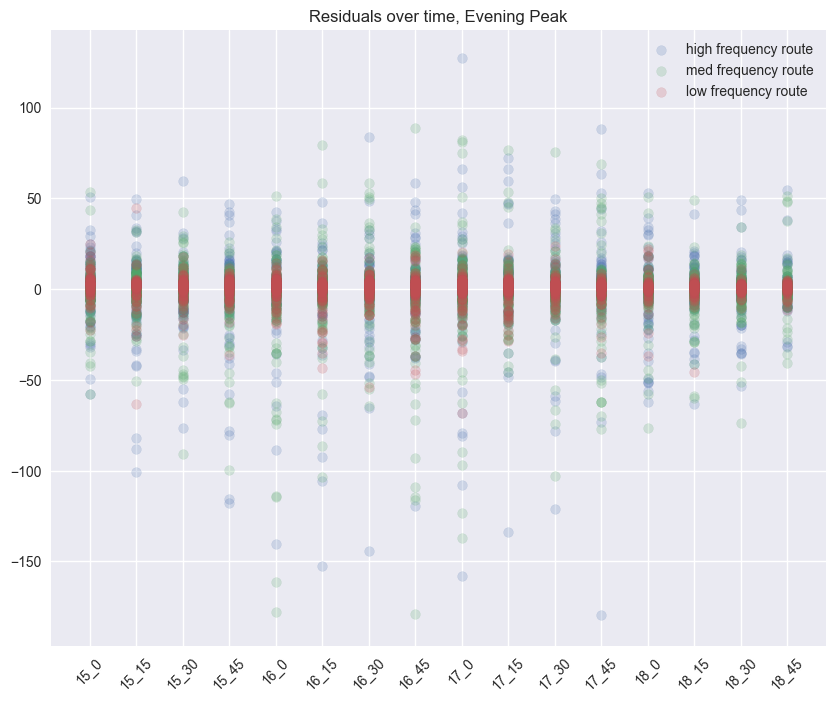 Residuals over time, Evening Peak
high frequency route
med frequency route
low frequency route
100
50
0
−50
−100
−150
15_0 15_15 15_30 15_45 16_0 16_15 16_30 16_45 17_0 17_15 17_30 17_45 18_0 18_15 18_30 18_45